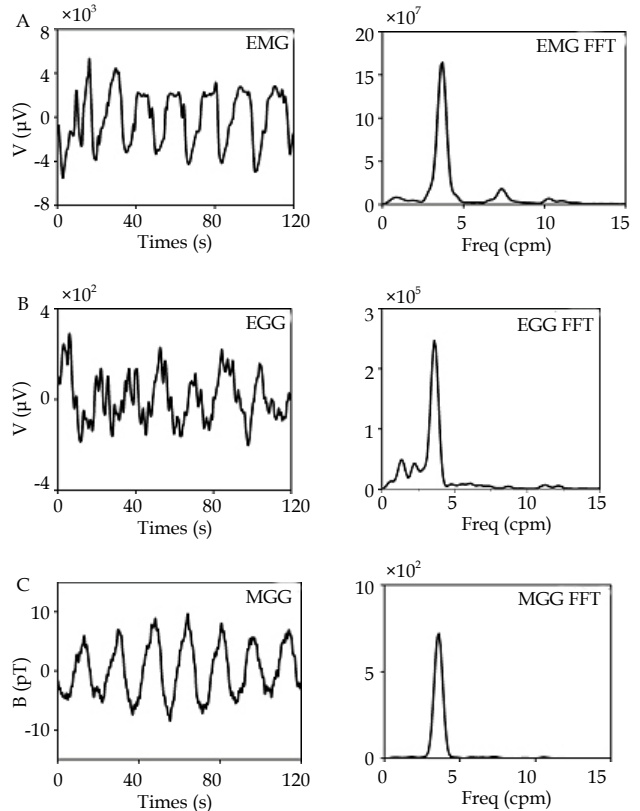 A
×10³
EMG
8
4
0
-4
-8
V (µV)
0 40 80 120
Times (s)
×10⁷
EMG FFT
20
15
10
5
0
0 5 10 15
Freq (cpm)
B
×10²
EGG
4
0
-4
V (µV)
0 40 80 120
Times (s)
×10⁵
EGG FFT
3
2
1
0
0 5 10 15
Freq (cpm)
C
MGG
10
0
-10
B (pT)
0 40 80 120
Times (s)
×10²
MGG FFT
10
5
0
0 5 10 15
Freq (cpm)